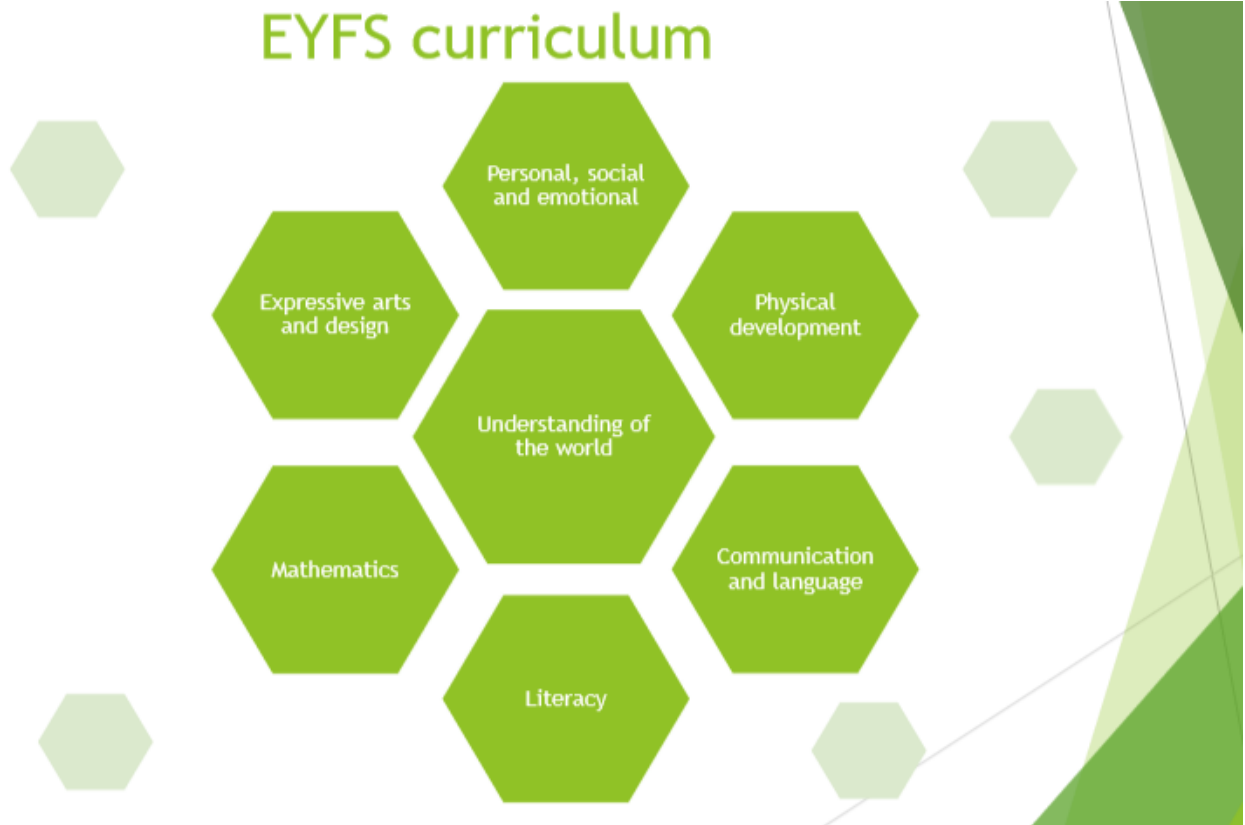 EYFS curriculum
Personal, social
and emotional
Expressive arts
and design
Physical
development
Understanding of
the world
Mathematics
Communication
and language
Literacy